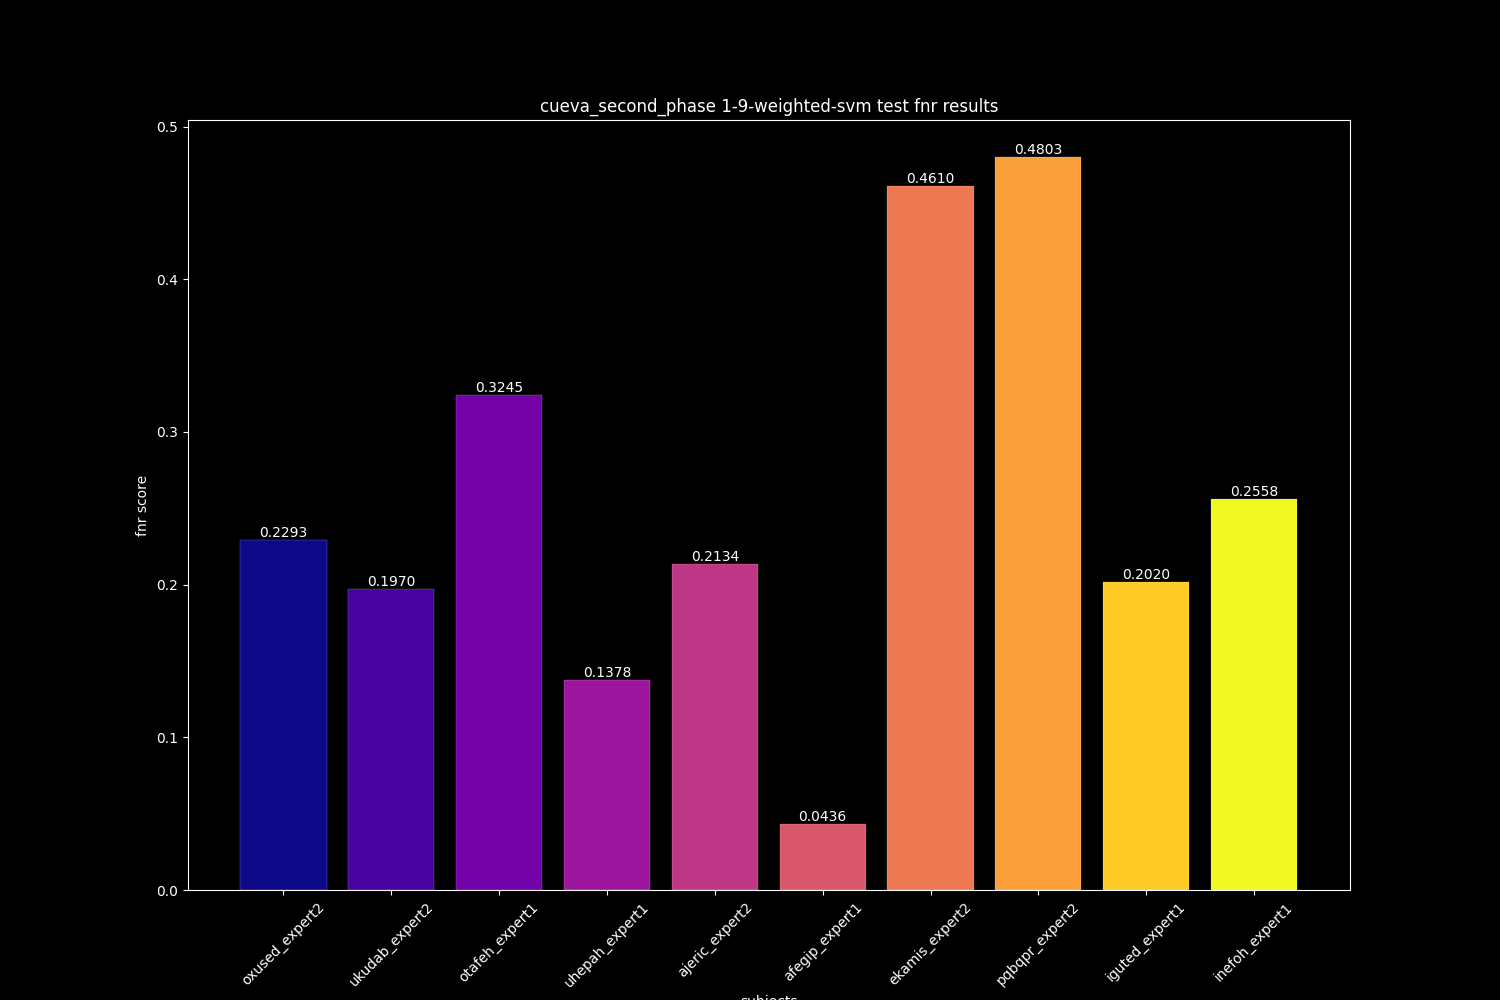 cueva_second_phase 1-9-weighted-svm test fnr results
fnr score
0.5
0.4
0.3
0.2
0.1
0.0
0.2293
0.1970
0.3245
0.1378
0.2134
0.0436
0.4610
0.4803
0.2020
0.2558
oxused_expert2
ukudab_expert2
otafeh_expert1
uhepah_expert1
ajeric_expert2
afegip_expert1
ekamis_expert2
pqbqpr_expert2
iguted_expert1
inefoh_expert1
subjects